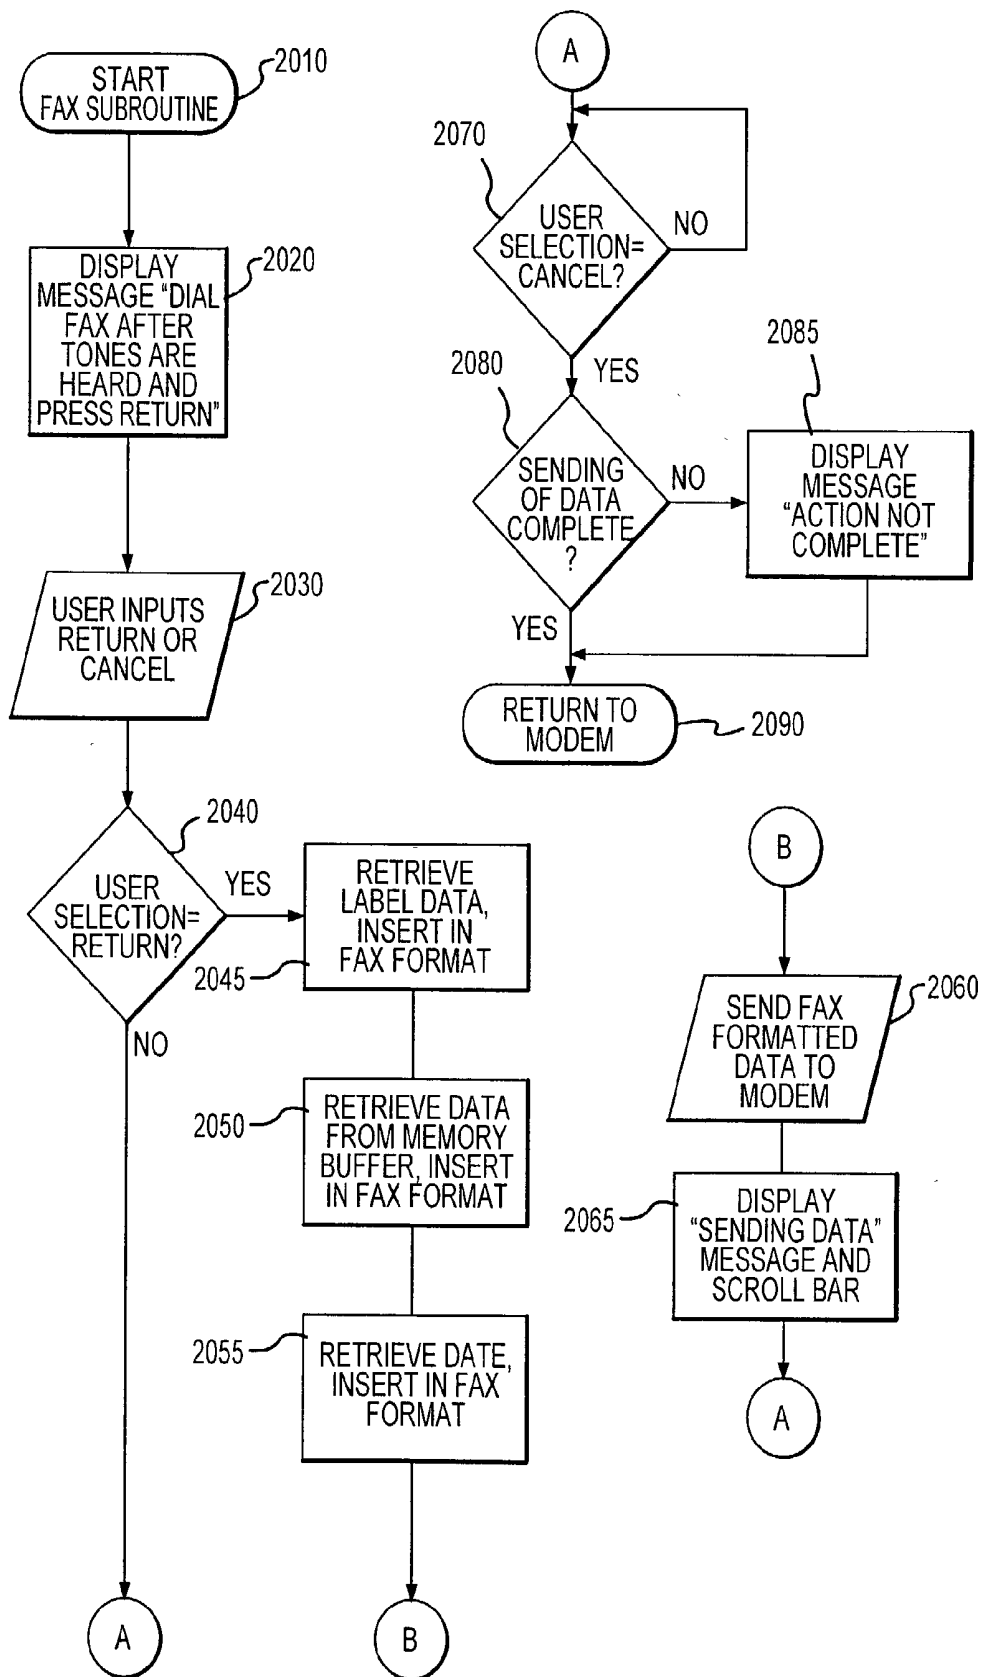 START
FAX SUBROUTINE
2010
DISPLAY
MESSAGE "DIAL
FAX AFTER
TONES ARE
HEARD AND
PRESS RETURN"
2020
USER INPUTS
RETURN OR
CANCEL
2030
USER
SELECTION=
RETURN?
2040
YES
NO
RETRIEVE
LABEL DATA,
INSERT IN
FAX FORMAT
2045
RETRIEVE DATA
FROM MEMORY
BUFFER, INSERT
IN FAX FORMAT
2050
RETRIEVE DATE,
INSERT IN FAX
FORMAT
2055
A
B
A
2070
USER
SELECTION=
CANCEL?
NO
YES
2080
SENDING
OF DATA
COMPLETE
?
NO
YES
2085
DISPLAY
MESSAGE
"ACTION NOT
COMPLETE"
RETURN TO
MODEM
2090
B
SEND FAX
FORMATTED
DATA TO
MODEM
2060
DISPLAY
"SENDING DATA"
MESSAGE AND
SCROLL BAR
2065
A